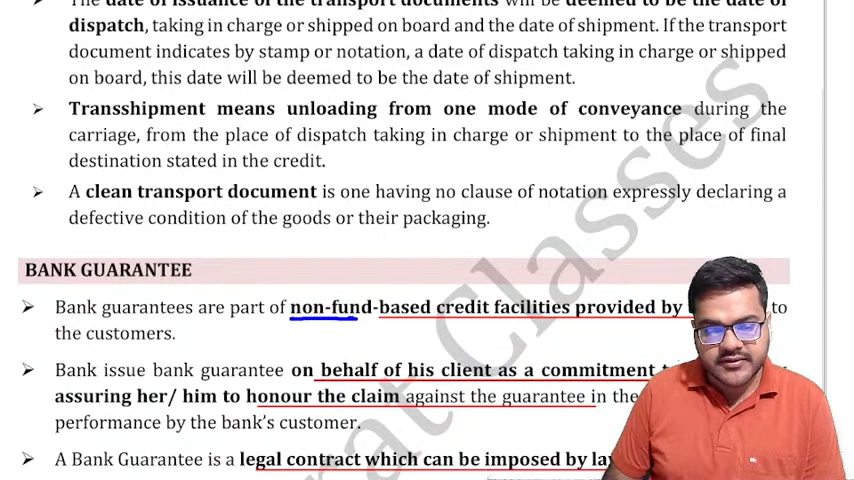 The date of issuance of the transport documents will be deemed to be the date of
dispatch, taking in charge or shipped on board and the date of shipment. If the transport
document indicates by stamp or notation, a date of dispatch taking in charge or shipped
on board, this date will be deemed to be the date of shipment.
Transshipment means unloading from one mode of conveyance during the
carriage, from the place of dispatch taking in charge or shipment to the place of final
destination stated in the credit.
A clean transport document is one having no clause of notation expressly declaring a
defective condition of the goods or their packaging.
BANK GUARANTEE
Bank guarantees are part of non-fund-based credit facilities provided by to
the customers.
Bank issue bank guarantee on behalf of his client as a commitment
assuring her/ him to honour the claim against the guarantee in the
performance by the bank's customer.
A Bank Guarantee is a legal contract which can be imposed by
Classes